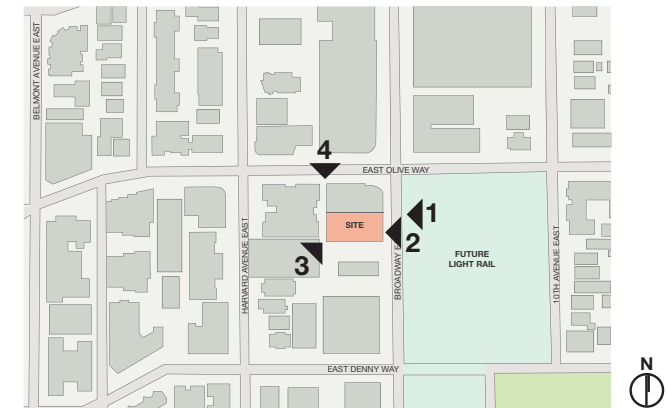 BELMONT AVENUE EAST
4
EAST OLIVE WAY
1
SITE
2
3
HARVARD AVENUE EAST
BROADWAY E
FUTURE
LIGHT RAIL
10TH AVENUE EAST
EAST DENNY WAY
N